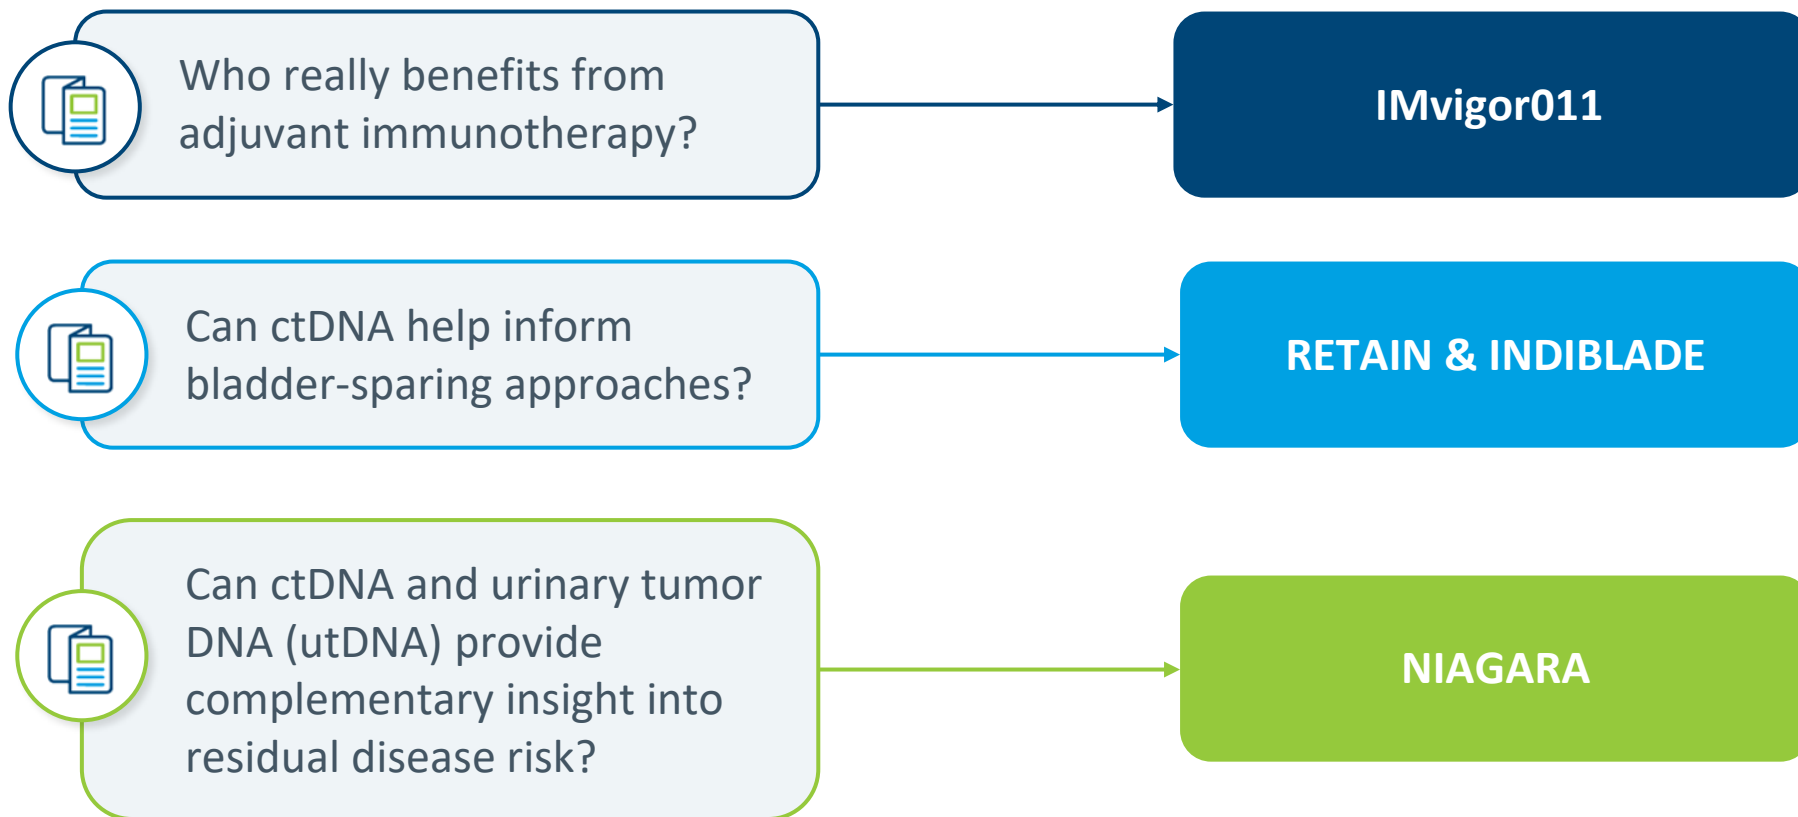 Who really benefits from
adjuvant immunotherapy?
IMvigor011
Can ctDNA help inform
bladder-sparing approaches?
RETAIN & INDIBLADE
Can ctDNA and urinary tumor
DNA (utDNA) provide
complementary insight into
residual disease risk?
NIAGARA